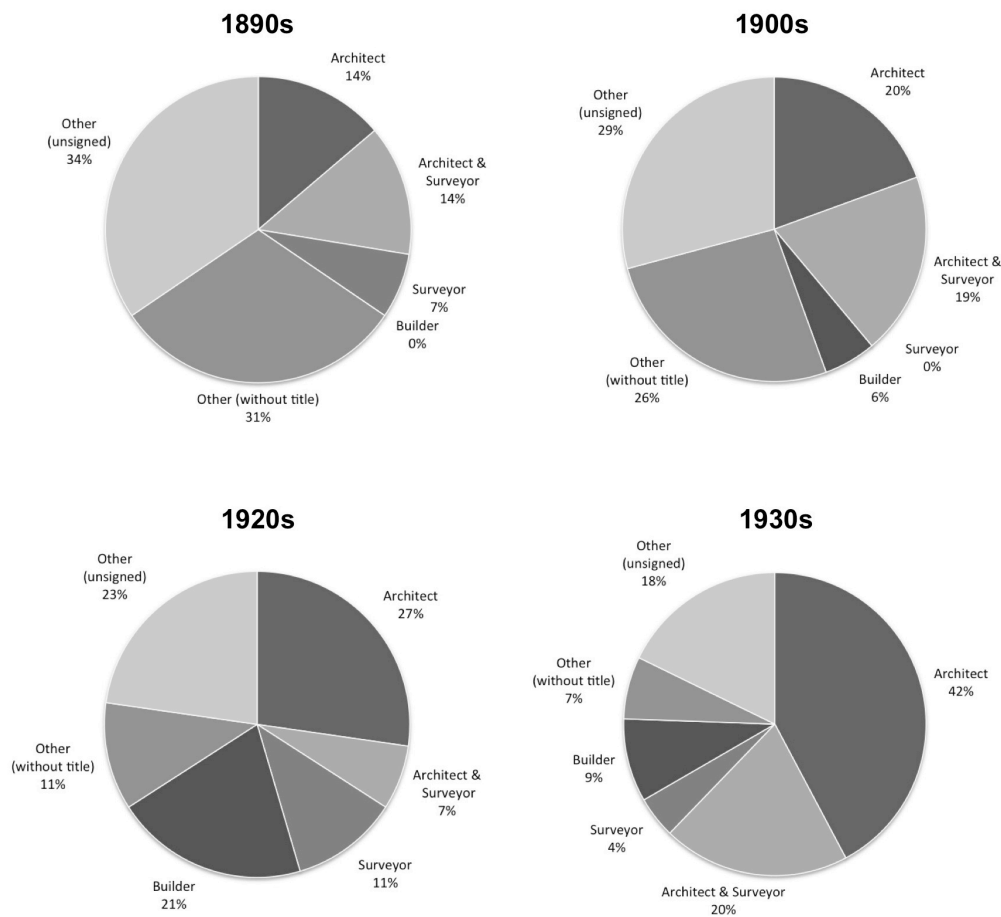 1890s
Architect
14%
Architect &
Surveyor
14%
Surveyor
7%
Builder
0%
Other (without title)
31%
Other
(unsigned)
34%
1900s
Architect
20%
Architect &
Surveyor
19%
Surveyor
0%
Builder
6%
Other
(without title)
26%
Other
(unsigned)
29%
1920s
Architect
27%
Architect &
Surveyor
7%
Surveyor
11%
Builder
21%
Other
(without title)
11%
Other
(unsigned)
23%
1930s
Architect
42%
Architect & Surveyor
20%
Surveyor
4%
Builder
9%
Other
(without title)
7%
Other
(unsigned)
18%